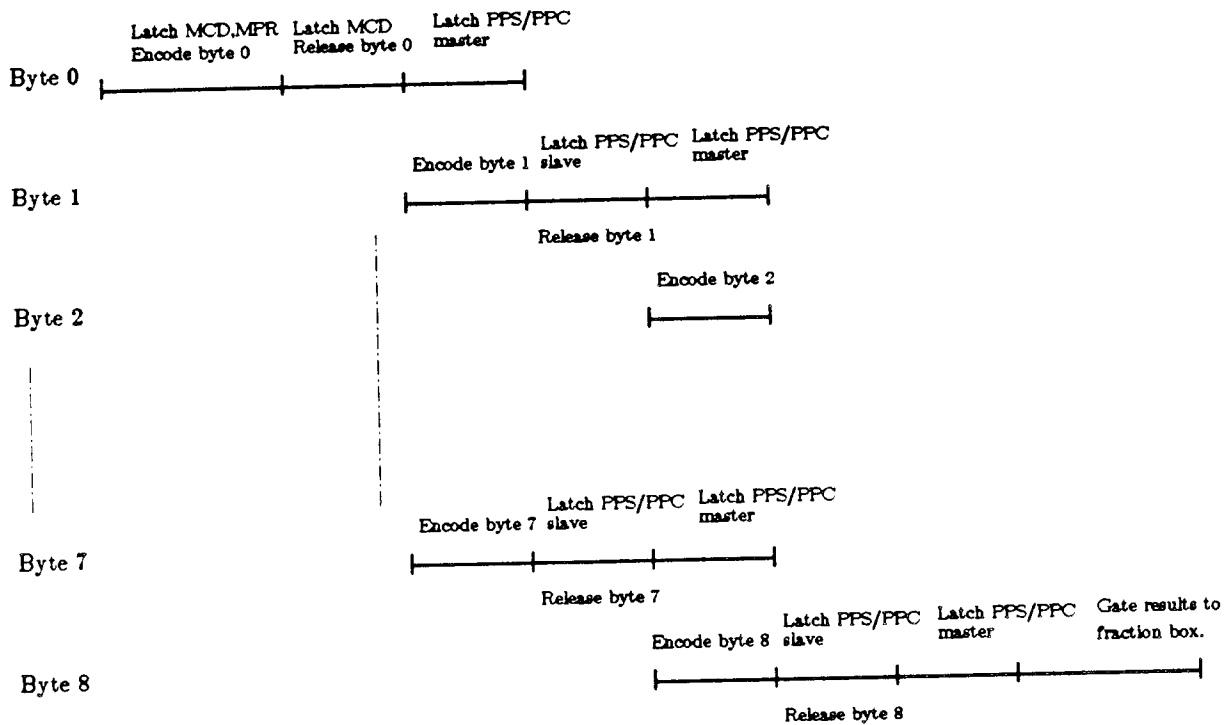 Latch MCD,MPR
Encode byte 0
Latch MCD
Release byte 0
Latch PPS/PPC
master
Byte 0
Encode byte 1
Latch PPS/PPC
slave
Latch PPS/PPC
master
Byte 1
Release byte 1
Encode byte 2
Byte 2
Encode byte 7
Latch PPS/PPC
slave
Latch PPS/PPC
master
Byte 7
Release byte 7
Encode byte 8
Latch PPS/PPC
slave
Latch PPS/PPC
master
Gate results to
fraction box.
Byte 8
Release byte 8